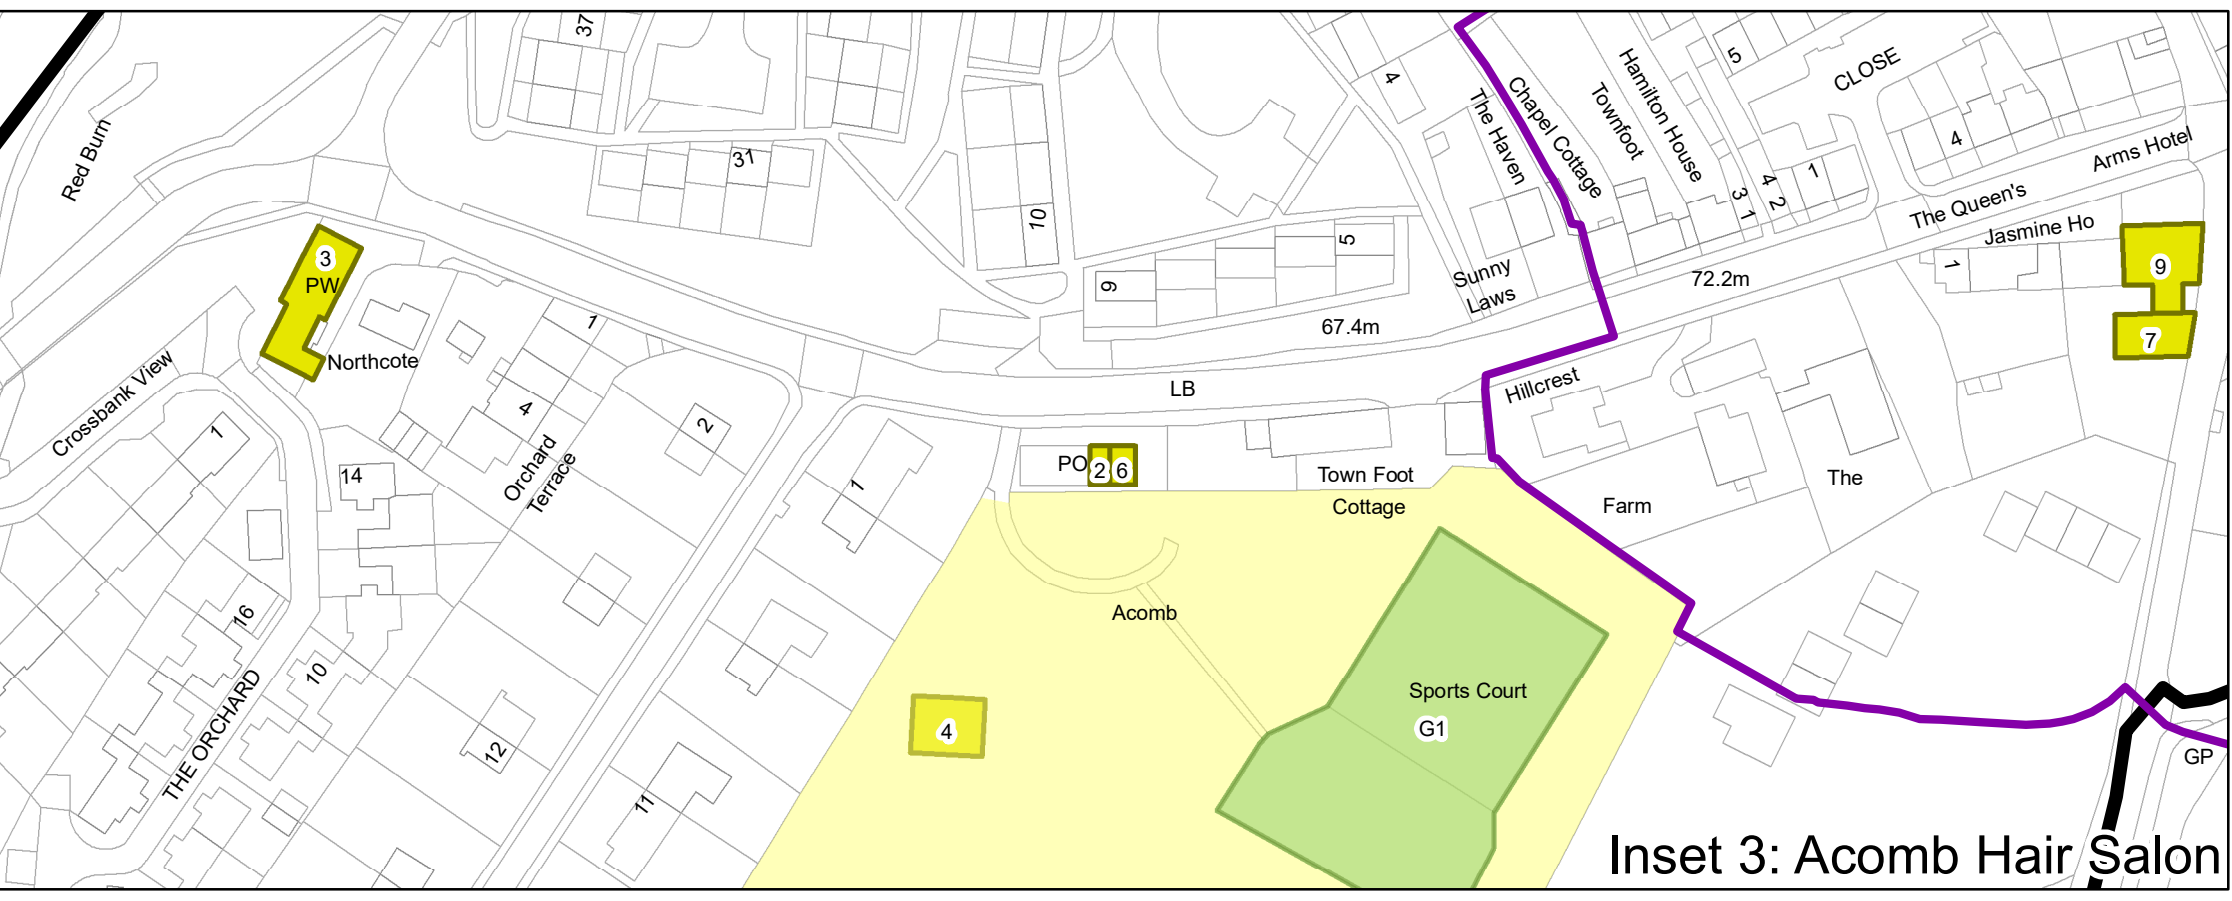 37
5
CLOSE
4
Chapel Cottage
Townfoot
Hamilton House
The Haven
Red Burn
31
4
Arms Hotel
1
10
3 1
4 2
The Queen's
Jasmine Ho
5
3
PW
9
Sunny
Laws
72.2m
1
9
1
67.4m
7
Northcote
LB
Hillcrest
Crossbank View
4
2
1
PO
2
6
Town Foot
Cottage
The
Farm
14
Orchard
Terrace
1
16
Acomb
10
Sports Court
G1
4
THE ORCHARD
12
11
GP
Inset 3: Acomb Hair Salon